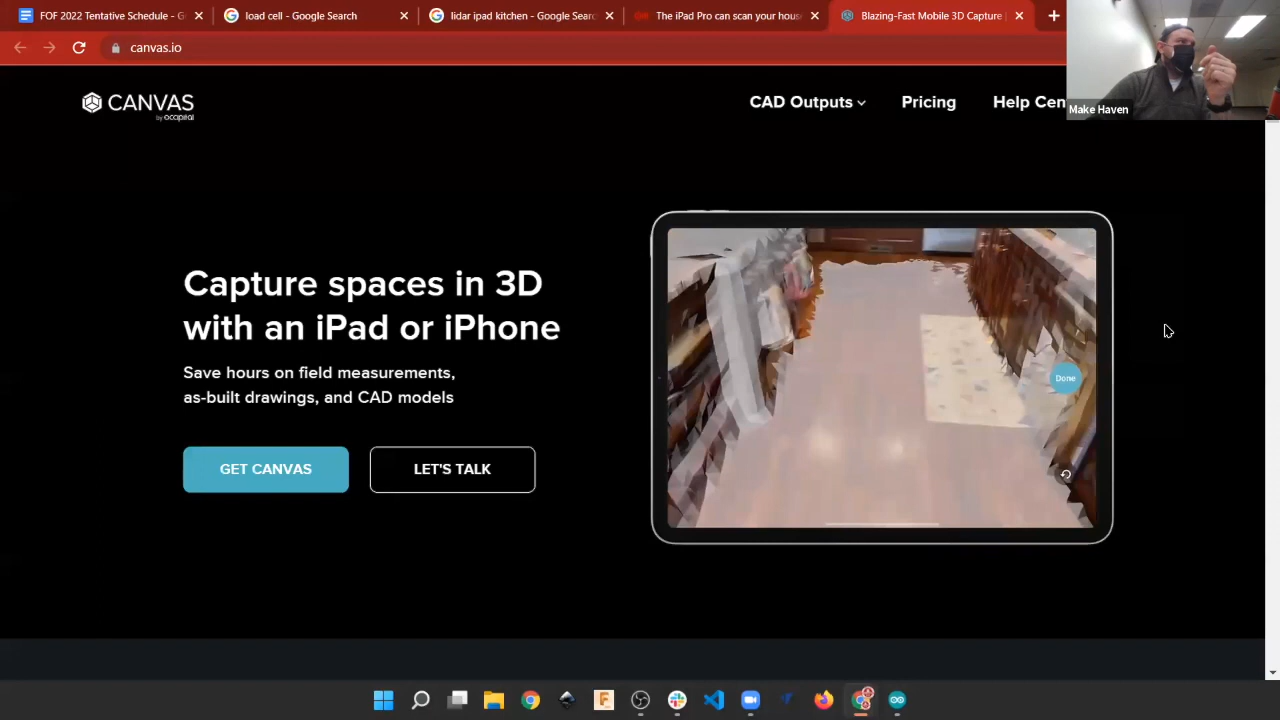 FOF 2022 Tentative Schedule - G
load cell - Google Search
lidar ipad kitchen - Google Searc
The iPad Pro can scan your hous
Blazing-Fast Mobile 3D Capture
canvas.io
CANVAS
by occipital
CAD Outputs
Pricing
Help Cen
Make Haven
Capture spaces in 3D
with an iPad or iPhone
Save hours on field measurements,
as-built drawings, and CAD models
GET CANVAS
LET'S TALK
Done